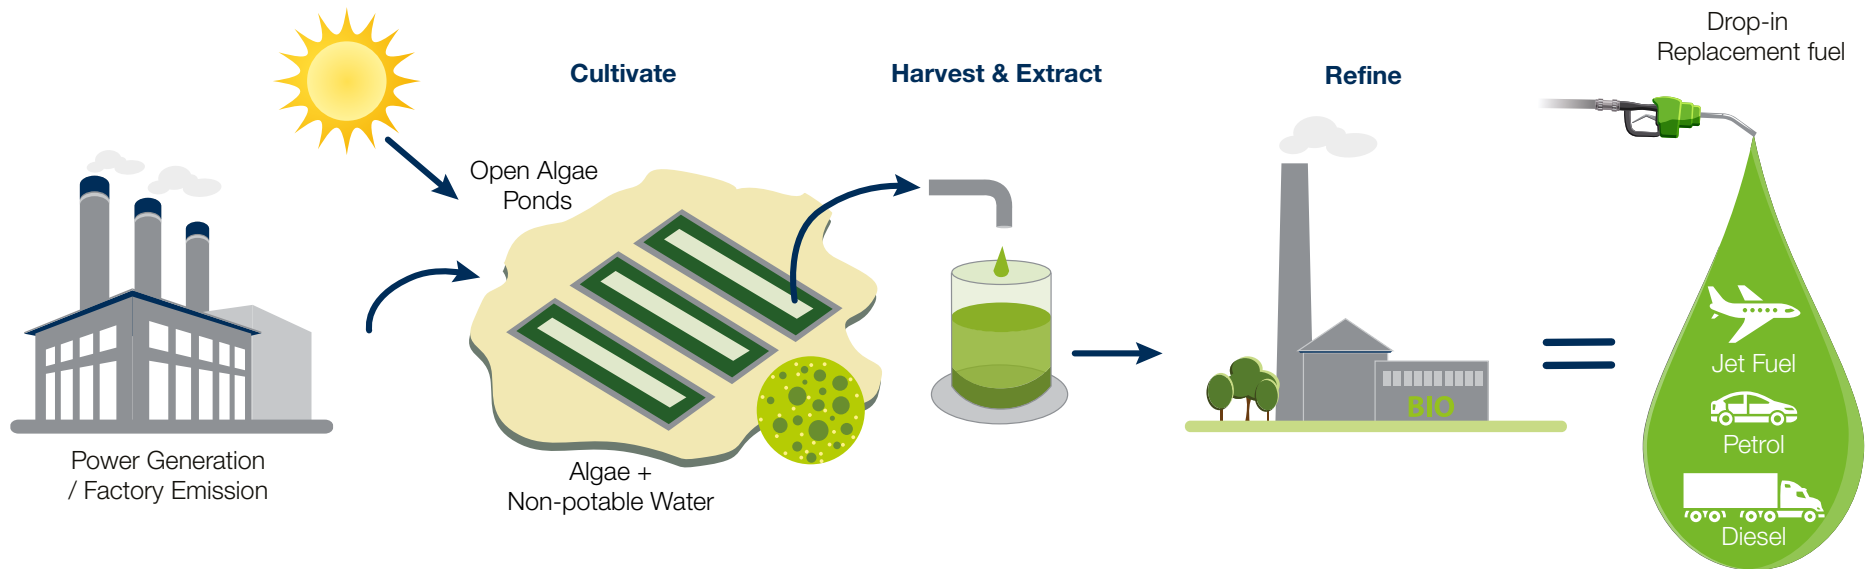 Power Generation
/ Factory Emission
Cultivate
Open Algae
Ponds
Algae +
Non-potable Water
Harvest & Extract
Refine
BIO
Drop-in
Replacement fuel
Jet Fuel
Petrol
Diesel